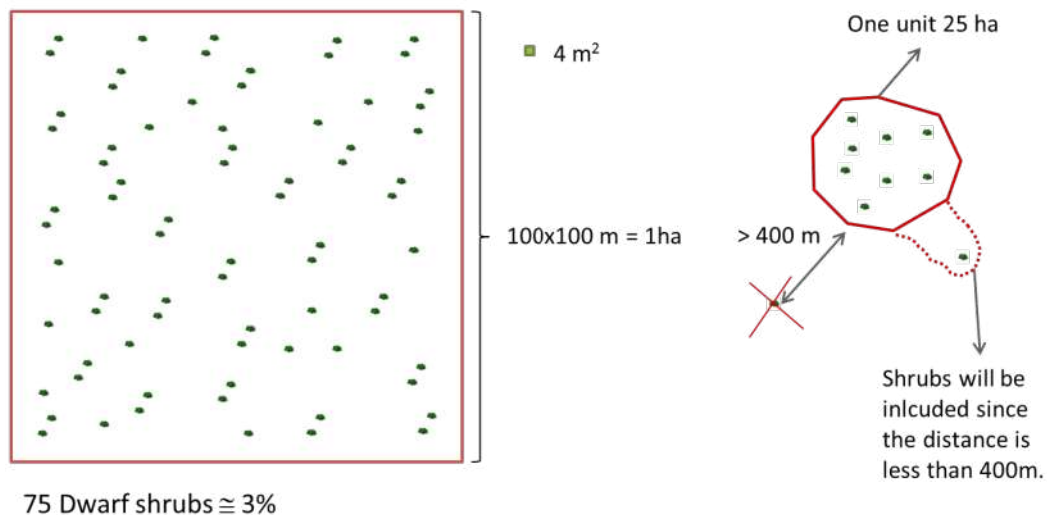 4 m²
100x100 m = 1ha
75 Dwarf shrubs ≅ 3%
One unit 25 ha
> 400 m
Shrubs will be
inlcuded since
the distance is
less than 400m.